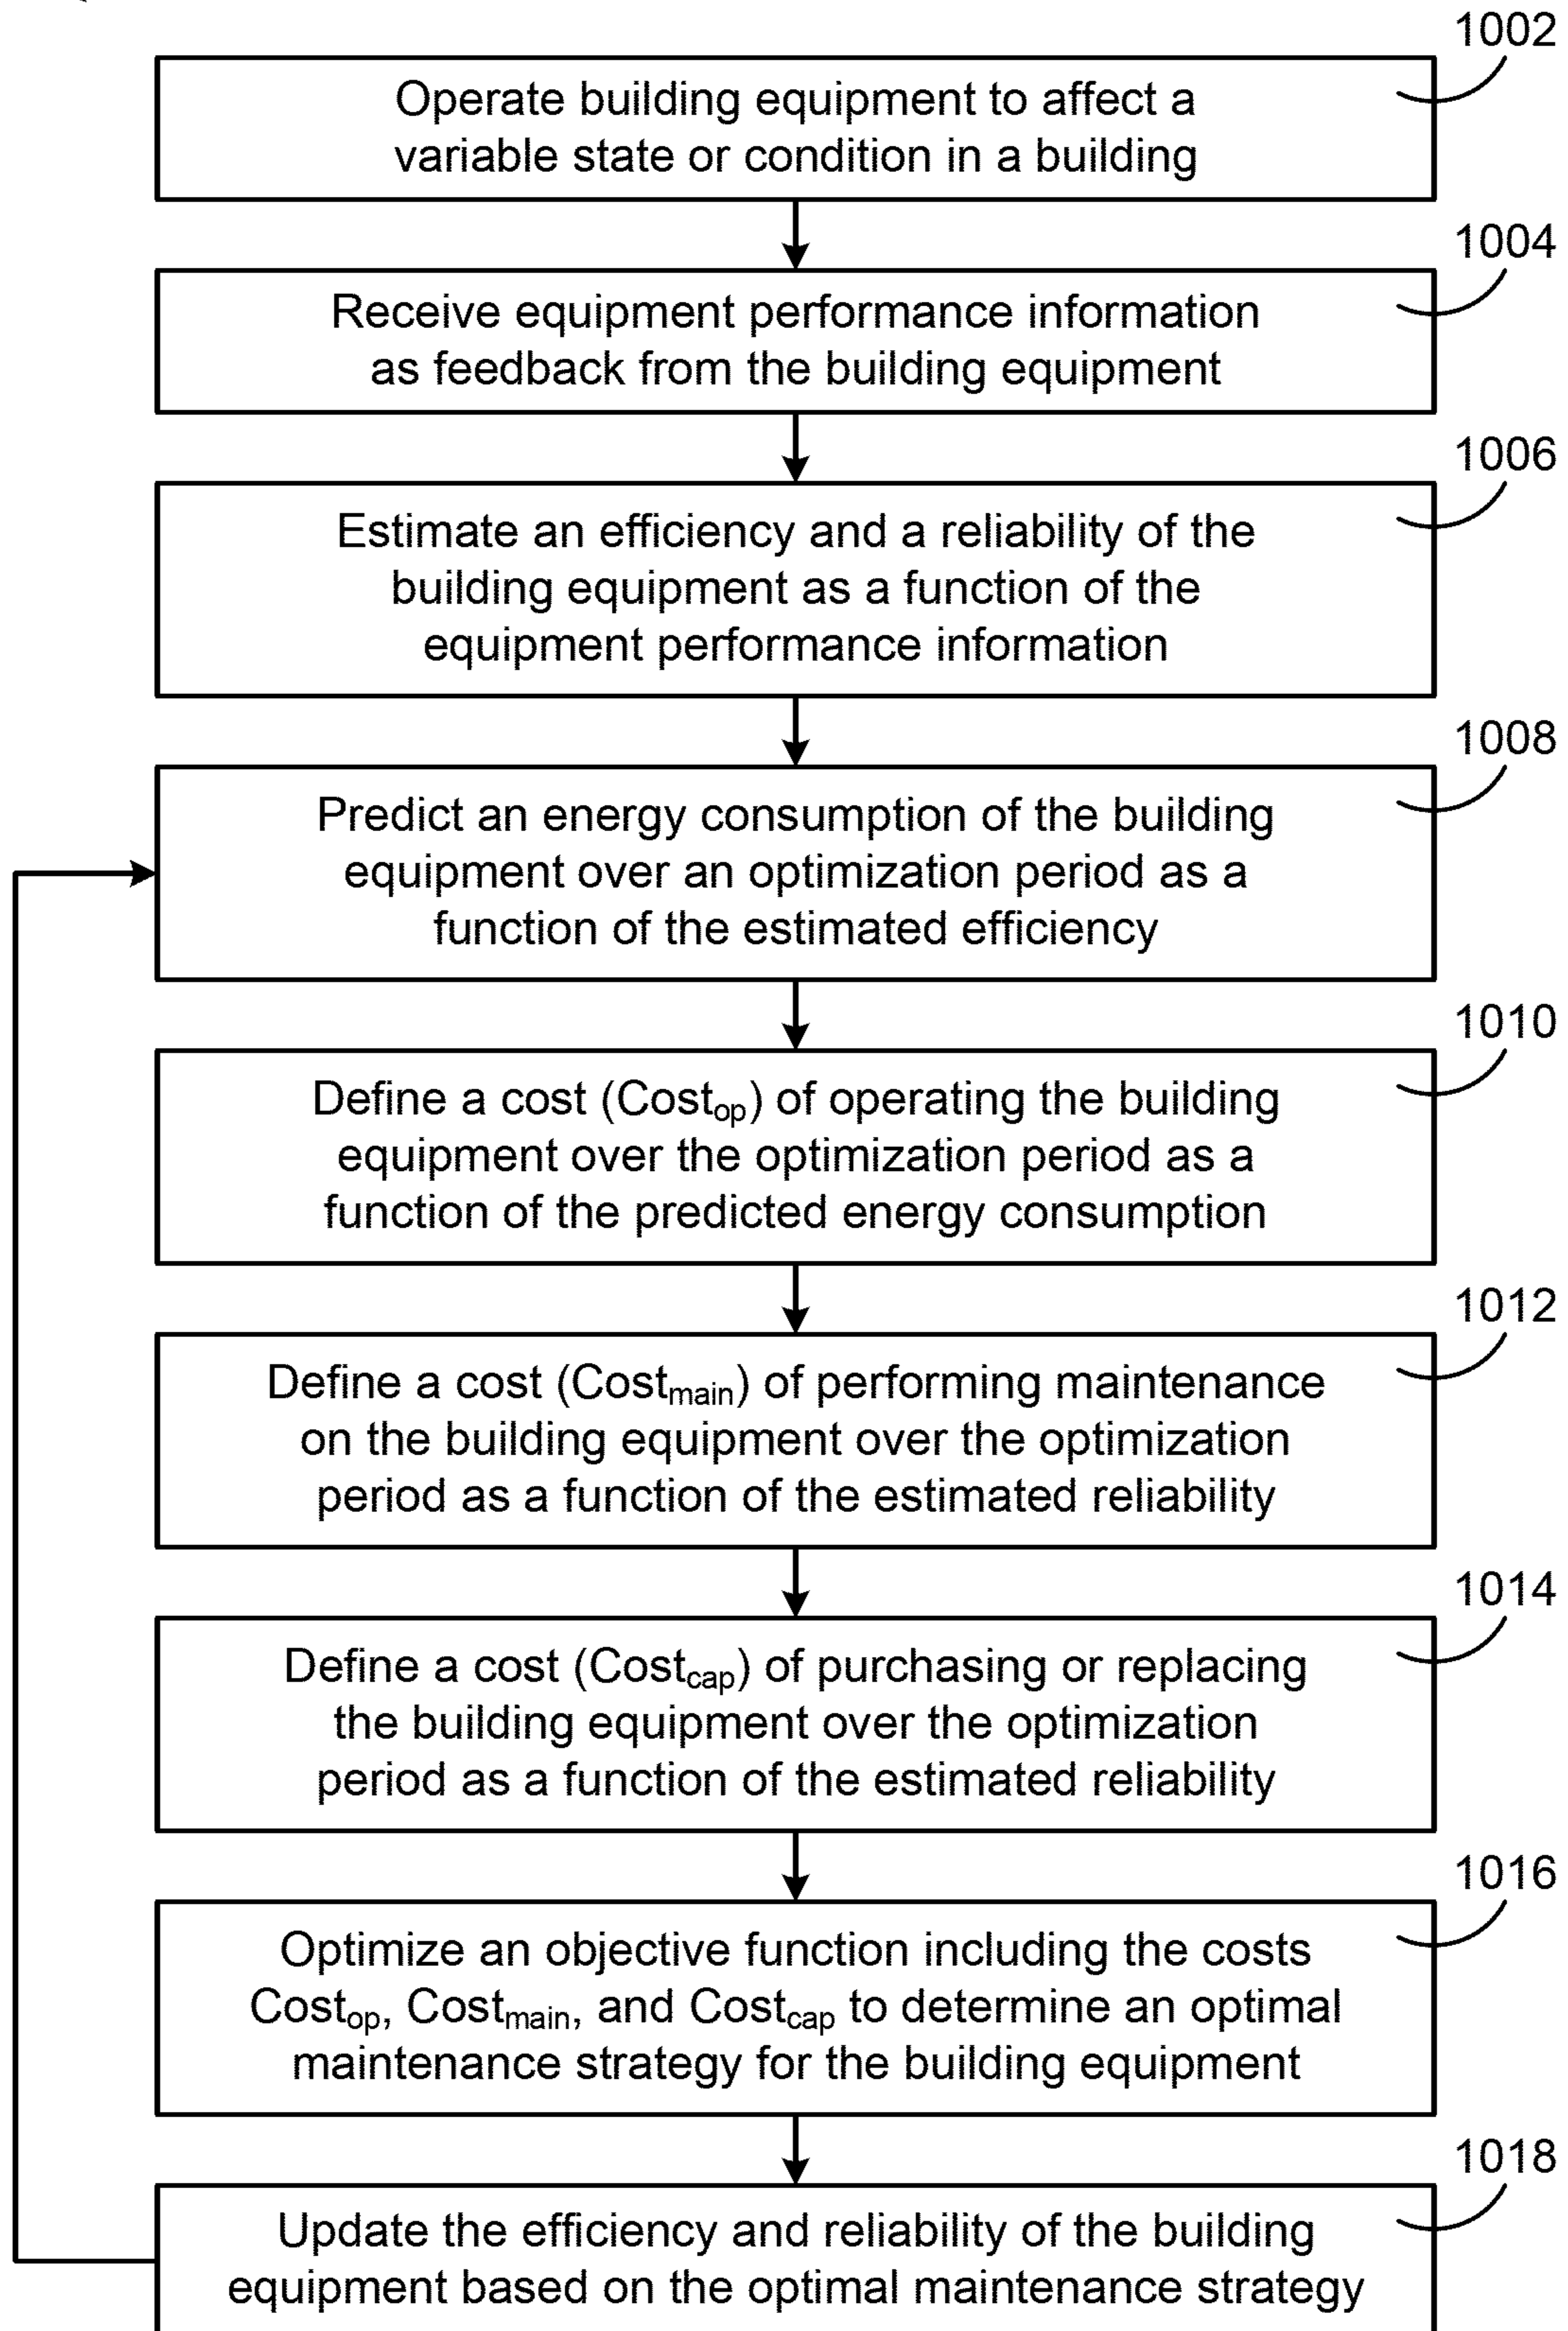 1002
Operate building equipment to affect a
variable state or condition in a building
1004
Receive equipment performance information
as feedback from the building equipment
1006
Estimate an efficiency and a reliability of the
building equipment as a function of the
equipment performance information
1008
Predict an energy consumption of the building
equipment over an optimization period as a
function of the estimated efficiency
1010
Define a cost (Cost_op) of operating the building
equipment over the optimization period as a
function of the predicted energy consumption
1012
Define a cost (Cost_main) of performing maintenance
on the building equipment over the optimization
period as a function of the estimated reliability
1014
Define a cost (Cost_cap) of purchasing or replacing
the building equipment over the optimization
period as a function of the estimated reliability
1016
Optimize an objective function including the costs
Cost_op, Cost_main, and Cost_cap to determine an optimal
maintenance strategy for the building equipment
1018
Update the efficiency and reliability of the building
equipment based on the optimal maintenance strategy